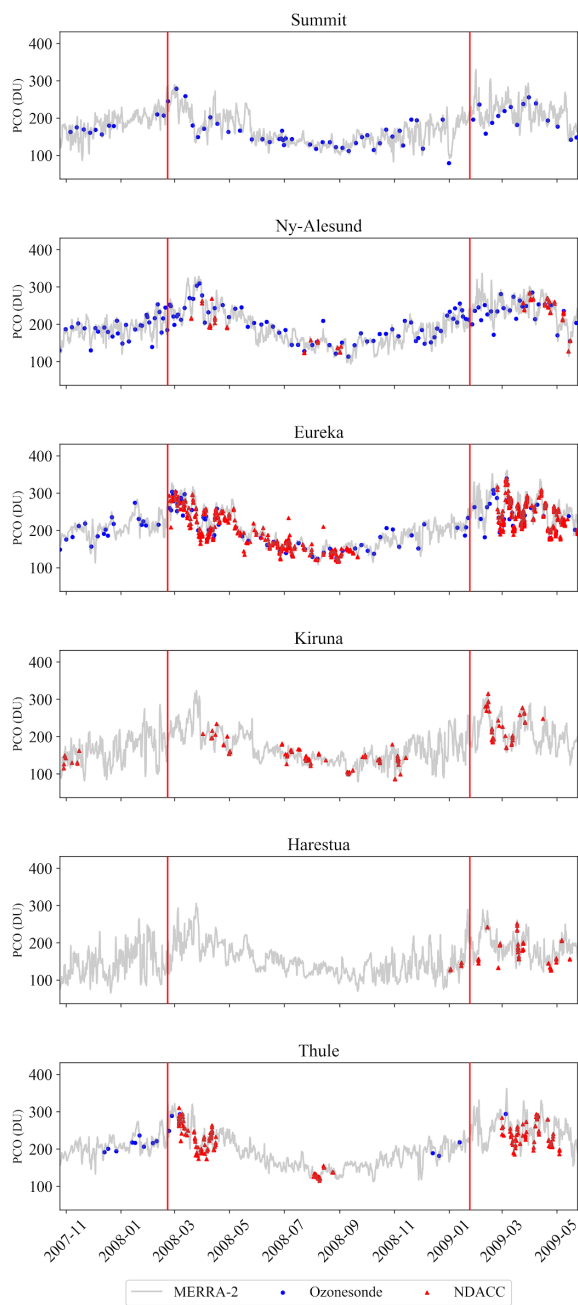 Summit
400
300
200
100
PCO (DU)
Ny-Alesund
400
300
200
100
PCO (DU)
Eureka
400
300
200
100
PCO (DU)
Kiruna
400
300
200
100
PCO (DU)
Harestua
400
300
200
100
PCO (DU)
Thule
400
300
200
100
PCO (DU)
2007-11
2008-01
2008-03
2008-05
2008-07
2008-09
2008-11
2009-01
2009-03
2009-05
MERRA-2 Ozonesonde NDACC